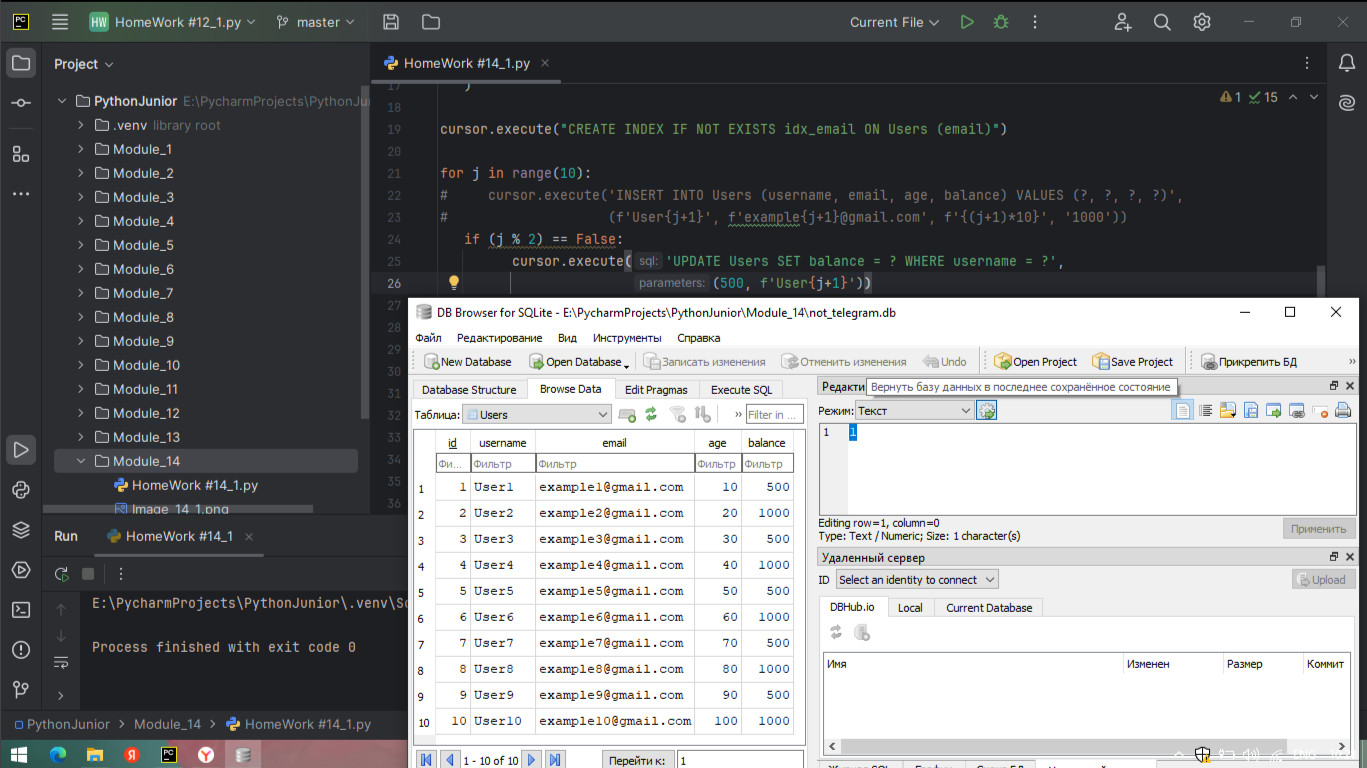 PC HW HomeWork #12_1.py master Current File
Project
HomeWork #14_1.py
PythonJunior E:\PycharmProjects\PythonJu
.venv library root
Module_1
Module_2
Module_3
Module_4
Module_5
Module_6
Module_7
Module_8
Module_9
Module_10
Module_11
Module_12
Module_13
Module_14
HomeWork #14_1.py
Image_14_1.png
1 15
17 )
18
19 cursor.execute("CREATE INDEX IF NOT EXISTS idx_email ON Users (email)")
20
21 for j in range(10):
22 # cursor.execute('INSERT INTO Users (username, email, age, balance) VALUES (?, ?, ?, ?)',
23 # (f'User{j+1}', f'example{j+1}@gmail.com', f'{(j+1)*10}', '1000'))
24 if (j % 2) == False:
25 cursor.execute( sql: 'UPDATE Users SET balance = ? WHERE username = ?',
26 parameters: (500, f'User{j+1}'))
27
28
29
30
31
32
33
34
35
36
Run HomeWork #14_1
E:\PycharmProjects\PythonJunior\.venv\Sc
Process finished with exit code 0
PythonJunior > Module_14 > HomeWork #14_1.py
DB Browser for SQLite - E:\PycharmProjects\PythonJunior\Module_14\not_telegram.db
Файл Редактирование Вид Инструменты Справка
New Database Open Database Записать изменения Отменить изменения Undo Open Project Save Project Прикрепить БД »
Database Structure Browse Data Edit Pragmas Execute SQL
Таблица: Users » Filter in ...
id username email age balance
Фи... Фильтр Фильтр Фильтр Фильтр
1 1 User1 example1@gmail.com 10 500
2 2 User2 example2@gmail.com 20 1000
3 3 User3 example3@gmail.com 30 500
4 4 User4 example4@gmail.com 40 1000
5 5 User5 example5@gmail.com 50 500
6 6 User6 example6@gmail.com 60 1000
7 7 User7 example7@gmail.com 70 500
8 8 User8 example8@gmail.com 80 1000
9 9 User9 example9@gmail.com 90 500
10 10 User10 example10@gmail.com 100 1000
1 - 10 of 10 Перейти к: 1
Редакти
Вернуть базу данных в последнее сохранённое состояние
Режим: Текст
1 1
Editing row=1, column=0
Type: Text / Numeric; Size: 1 character(s)
Применить
Удаленный сервер
ID Select an identity to connect Upload
DBHub.io Local Current Database
Имя Изменен Размер Коммит
ENG